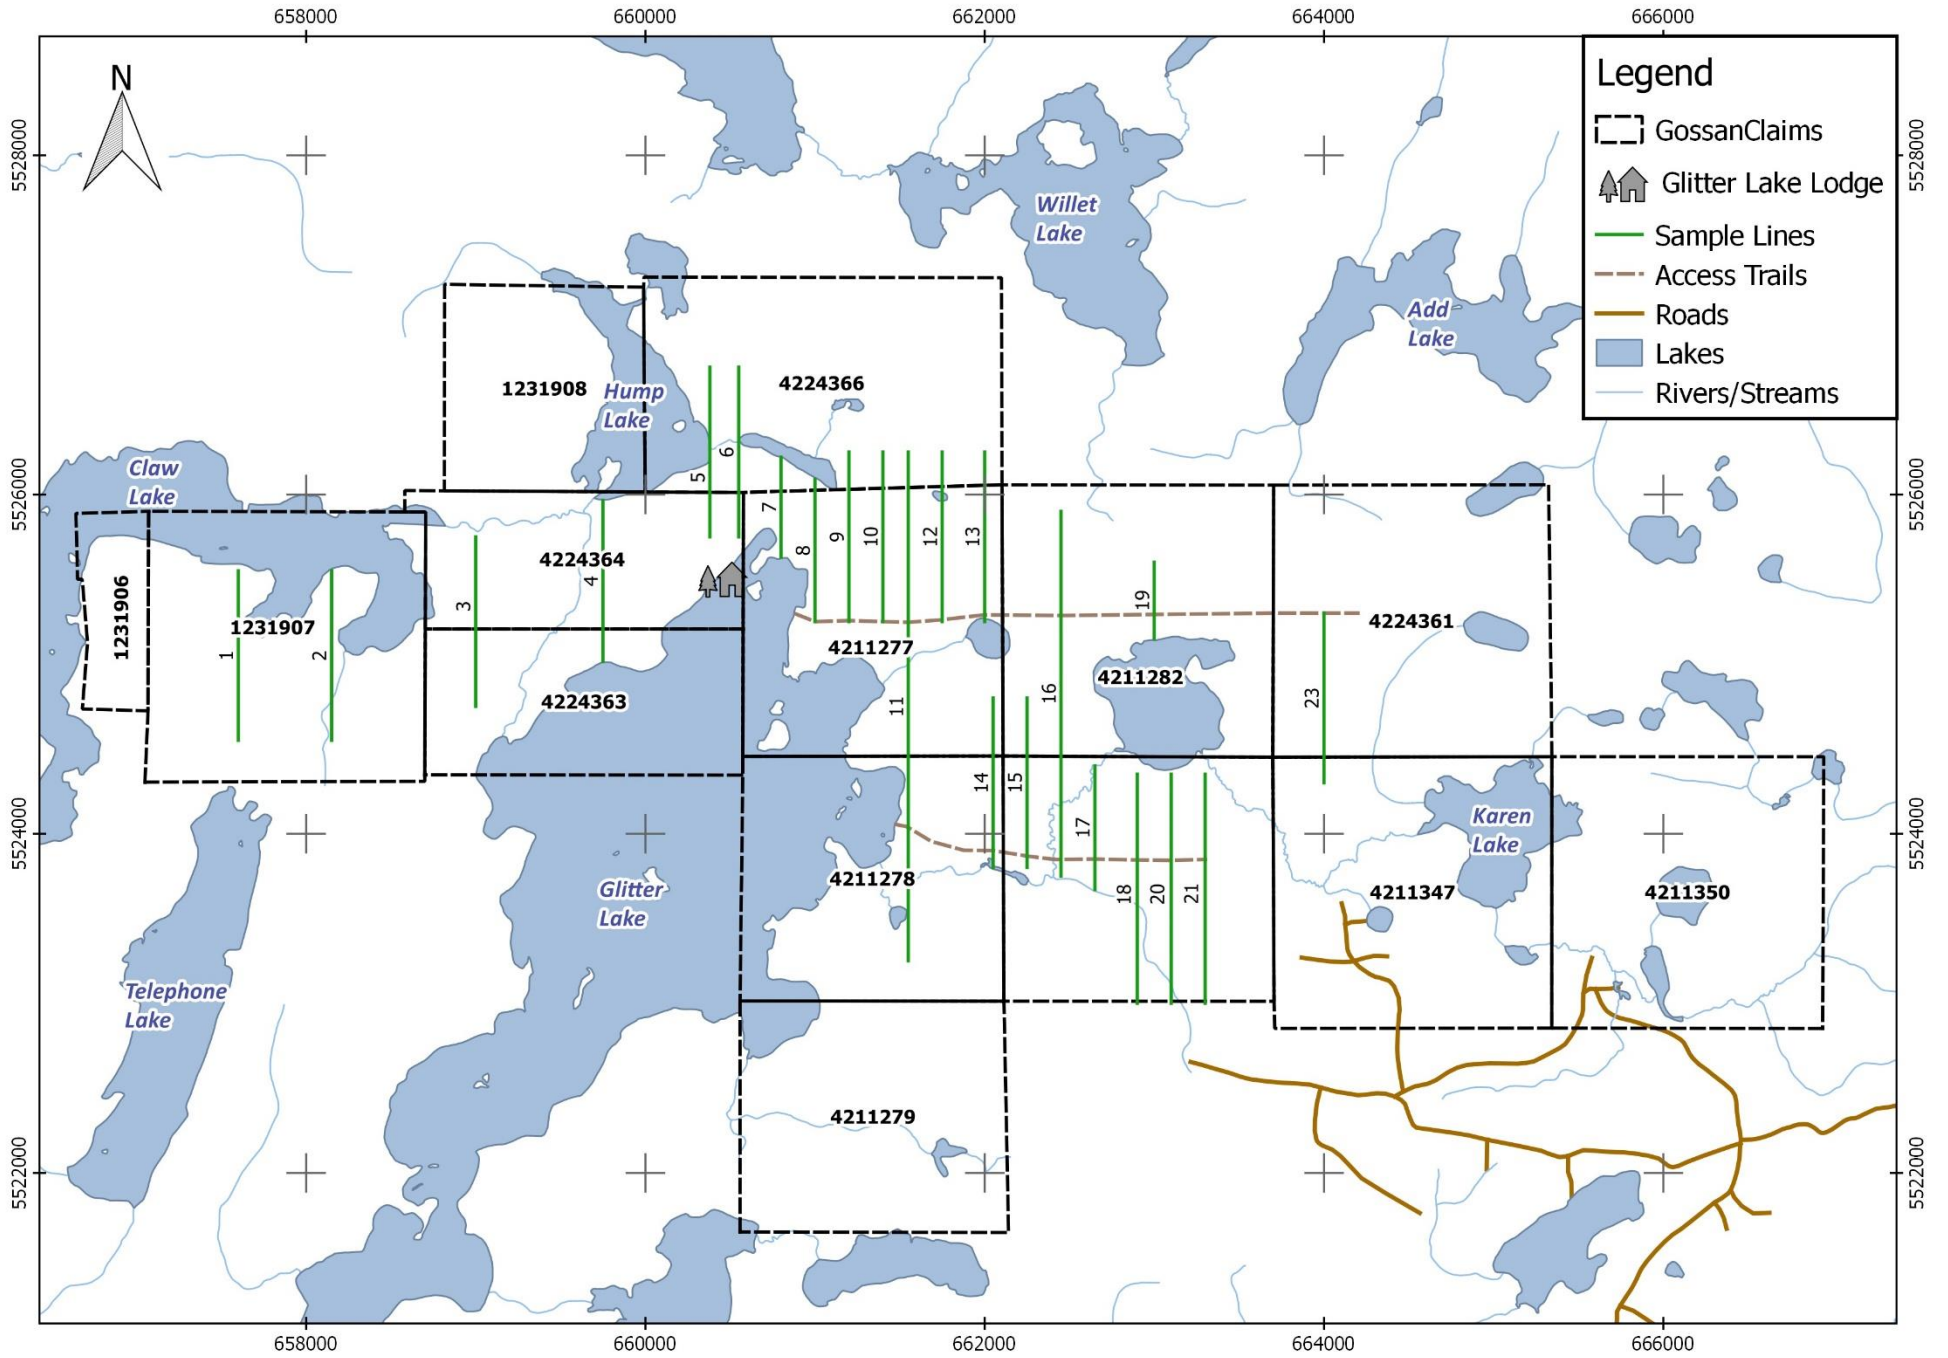 658000
660000
662000
664000
666000
Legend
GossanClaims
Glitter Lake Lodge
Sample Lines
Access Trails
Roads
Lakes
Rivers/Streams
N
5528000
5528000
Willet
Lake
Add
Lake
1231908
Hump
Lake
4224366
Claw
Lake
5526000
5526000
5
6
7
8
9
10
12
13
4224364
4
3
19
1231906
1231907
1
2
4211277
4224361
4224363
11
16
4211282
23
14
15
17
5524000
5524000
Karen
Lake
Glitter
Lake
4211278
18
20
21
4211347
4211350
Telephone
Lake
4211279
5522000
5522000
658000
660000
662000
664000
666000